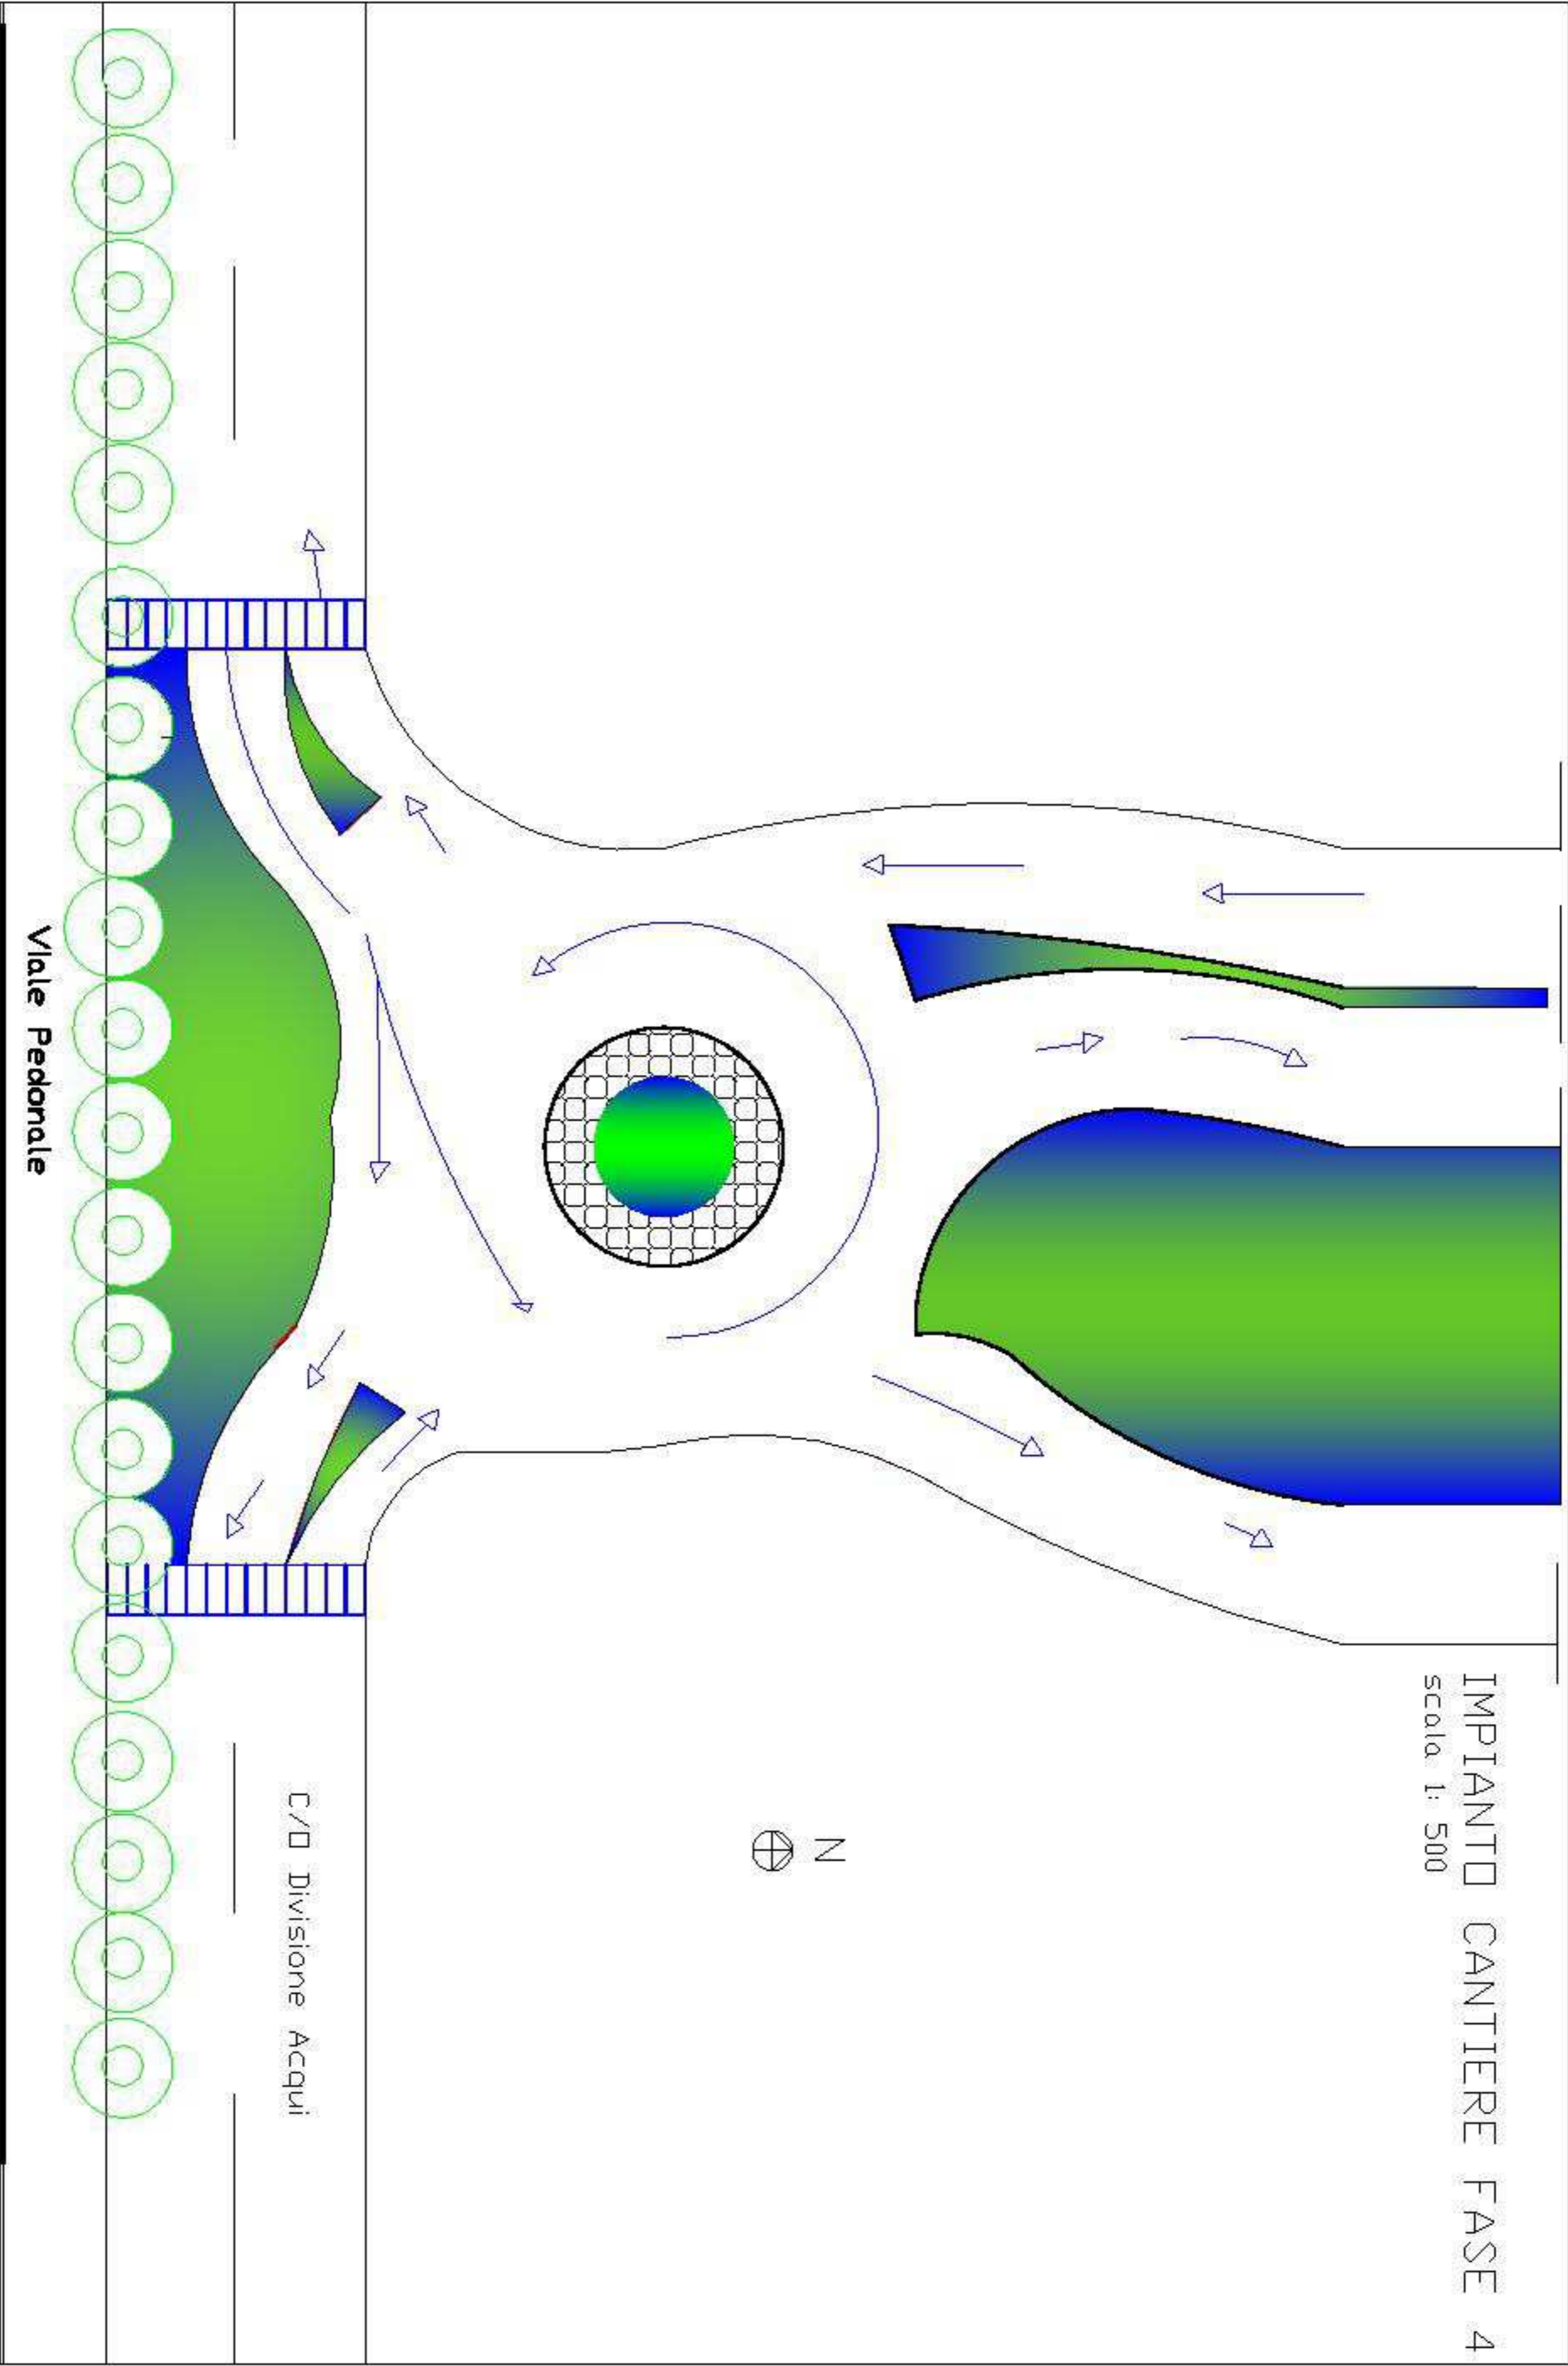 IMPIANTO CANTIERE FASE 4
scala 1: 500
N
C/O Divisione Acqui
Viale Pedonale